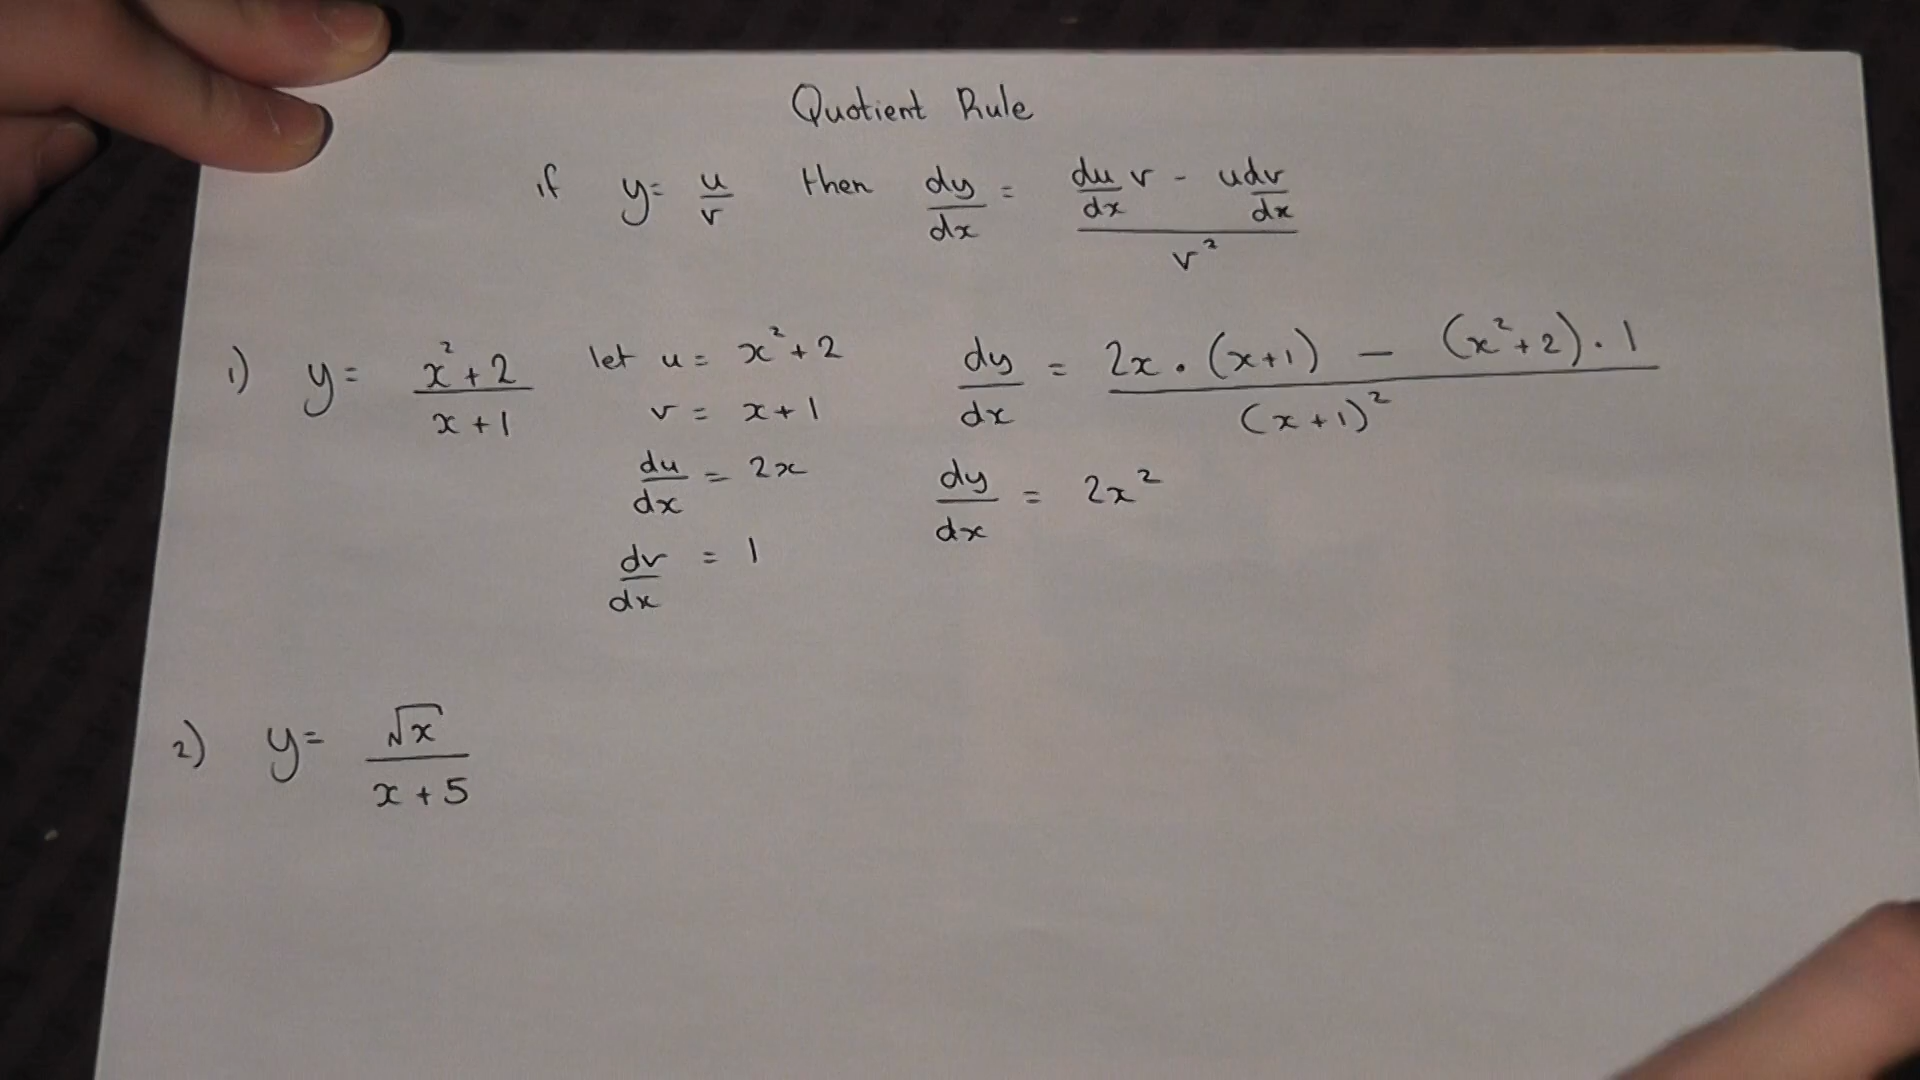 Quotient Rule
if y = u/v then dy/dx = (du/dx v - u dv/dx)/v²
1) y = (x² + 2)/(x + 1) let u = x² + 2 dy/dx = (2x . (x+1) - (x² + 2) . 1)/(x + 1)²
v = x + 1
du/dx = 2x dy/dx = 2x²
dv/dx = 1
2) y = √x/(x + 5)